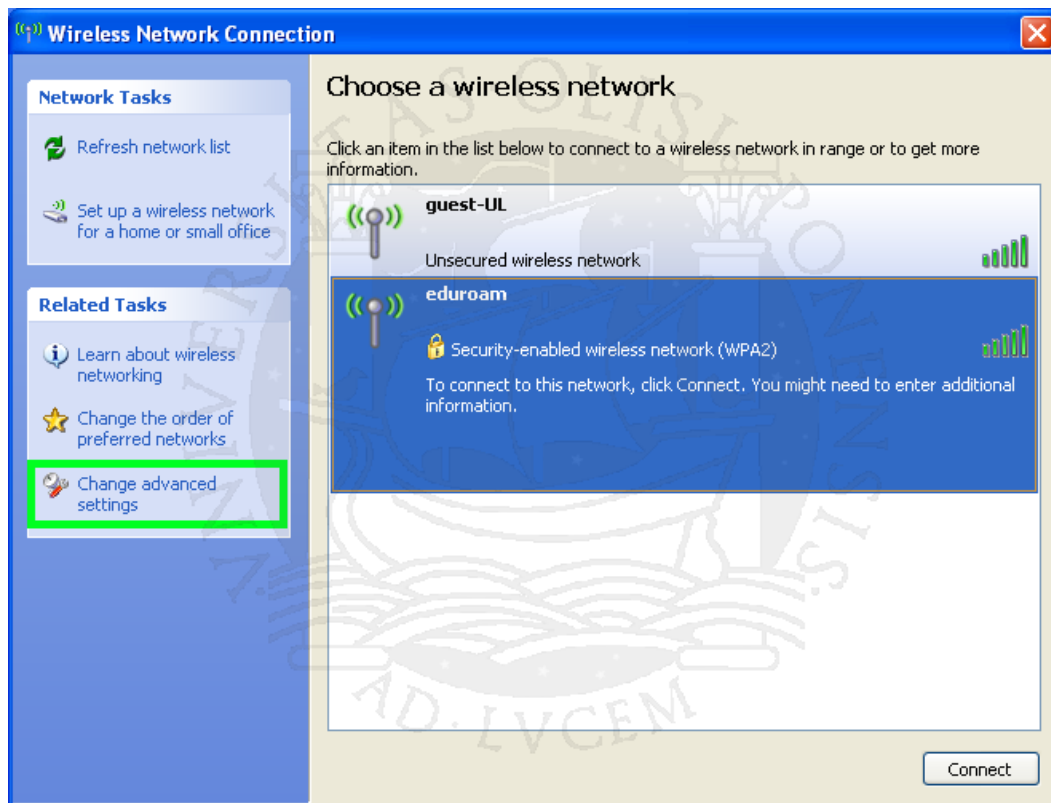 Wireless Network Connection
Network Tasks
Refresh network list
Set up a wireless network
for a home or small office
Related Tasks
Learn about wireless
networking
Change the order of
preferred networks
Change advanced
settings
Choose a wireless network
Click an item in the list below to connect to a wireless network in range or to get more
information.
guest-UL
Unsecured wireless network
eduroam
Security-enabled wireless network (WPA2)
To connect to this network, click Connect. You might need to enter additional
information.
Connect
VNIVERSITAS OLISIPONENSIS
AD·LVCEM